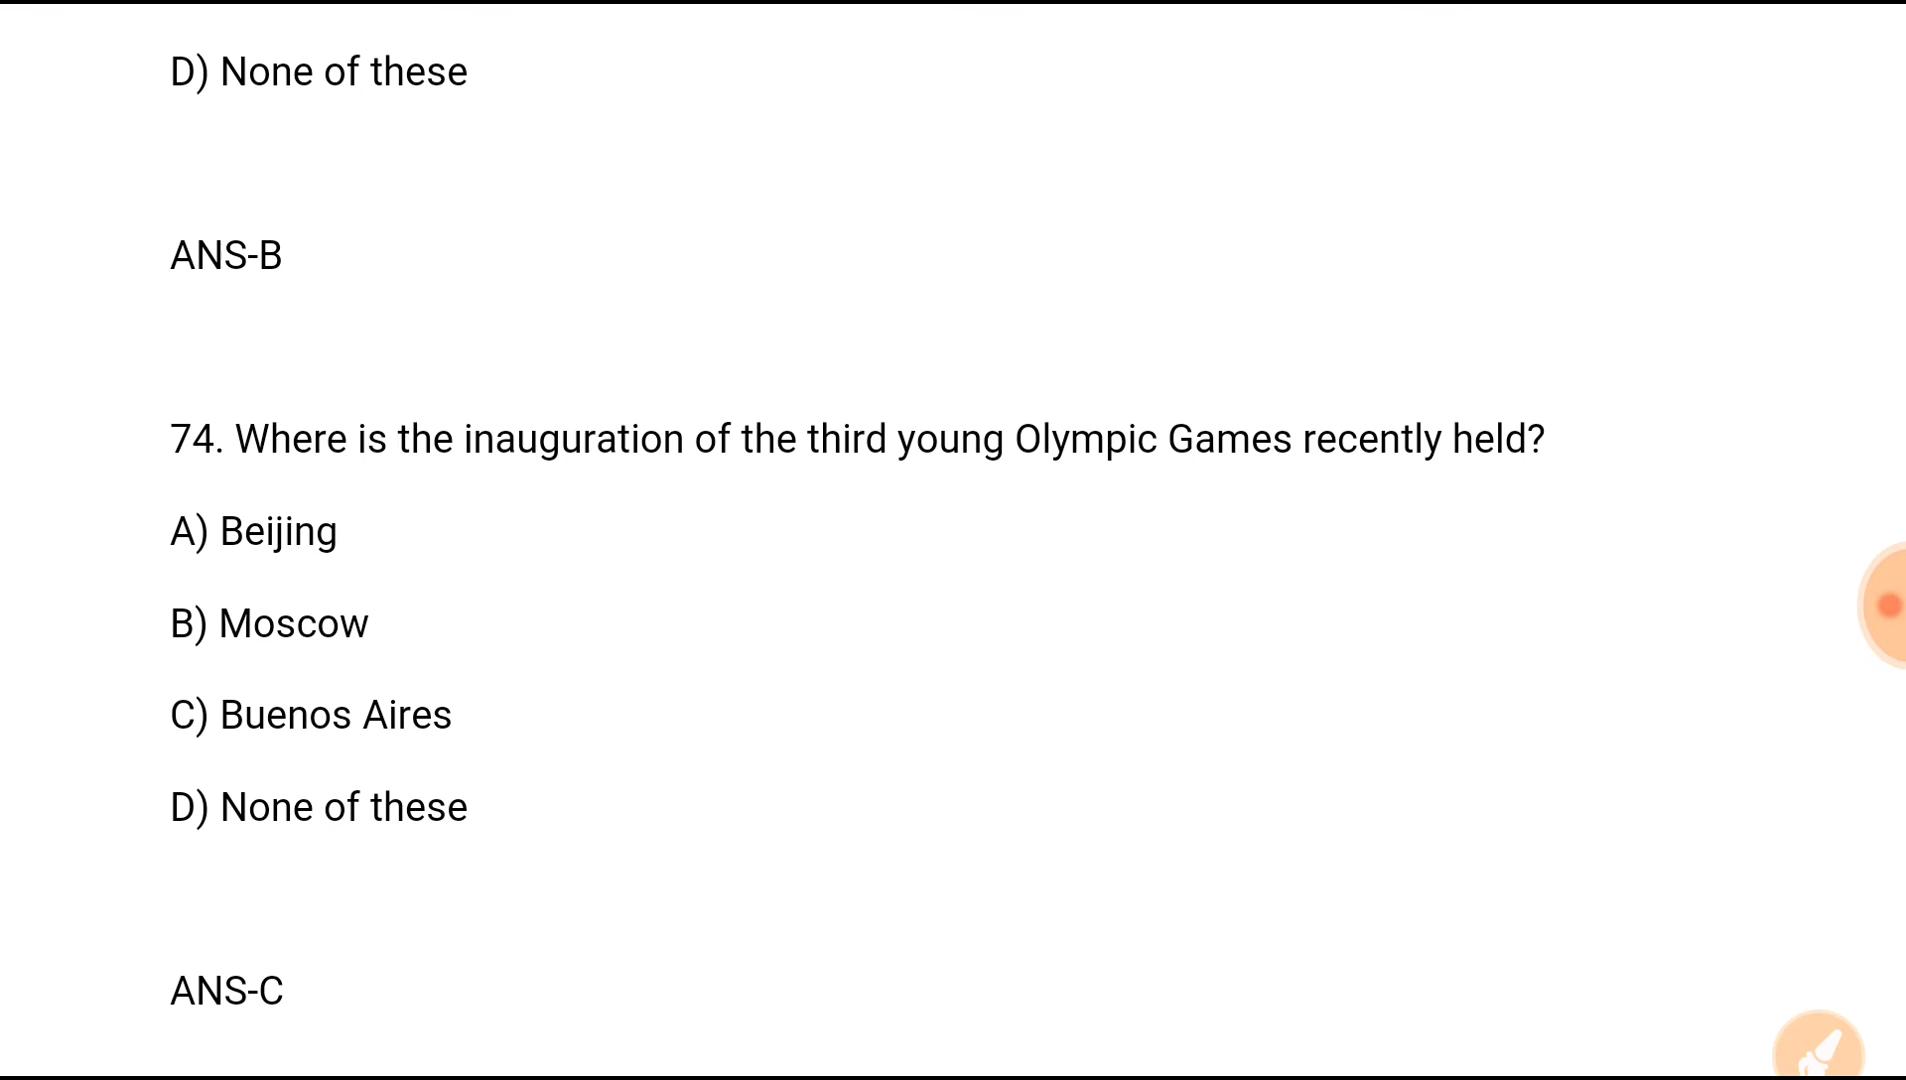 D) None of these
ANS-B
74. Where is the inauguration of the third young Olympic Games recently held?
A) Beijing
B) Moscow
C) Buenos Aires
D) None of these
ANS-C